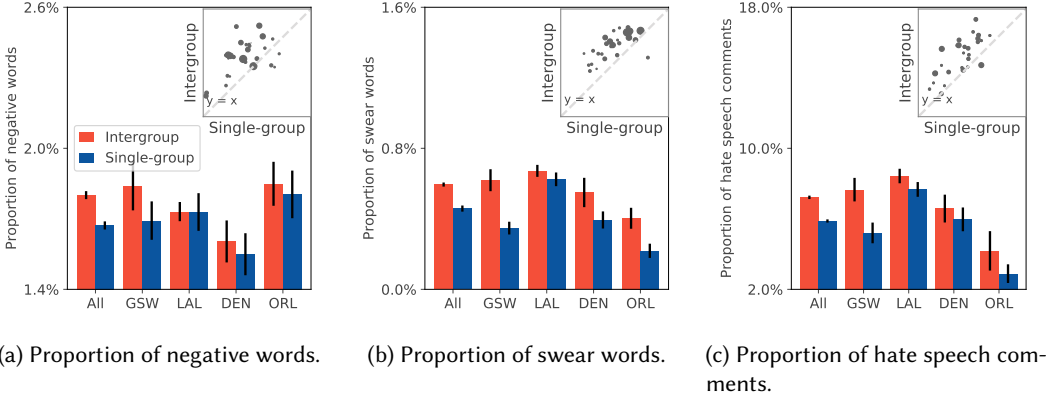 2.6%
2.0%
1.4%
Proportion of negative words
Intergroup
Single-group
Intergroup
y = x
Single-group
All GSW LAL DEN ORL
(a) Proportion of negative words.
1.6%
0.8%
0.0%
Proportion of swear words
Intergroup
y = x
Single-group
All GSW LAL DEN ORL
(b) Proportion of swear words.
18.0%
10.0%
2.0%
Proportion of hate speech comments
Intergroup
y = x
Single-group
All GSW LAL DEN ORL
(c) Proportion of hate speech com-
ments.